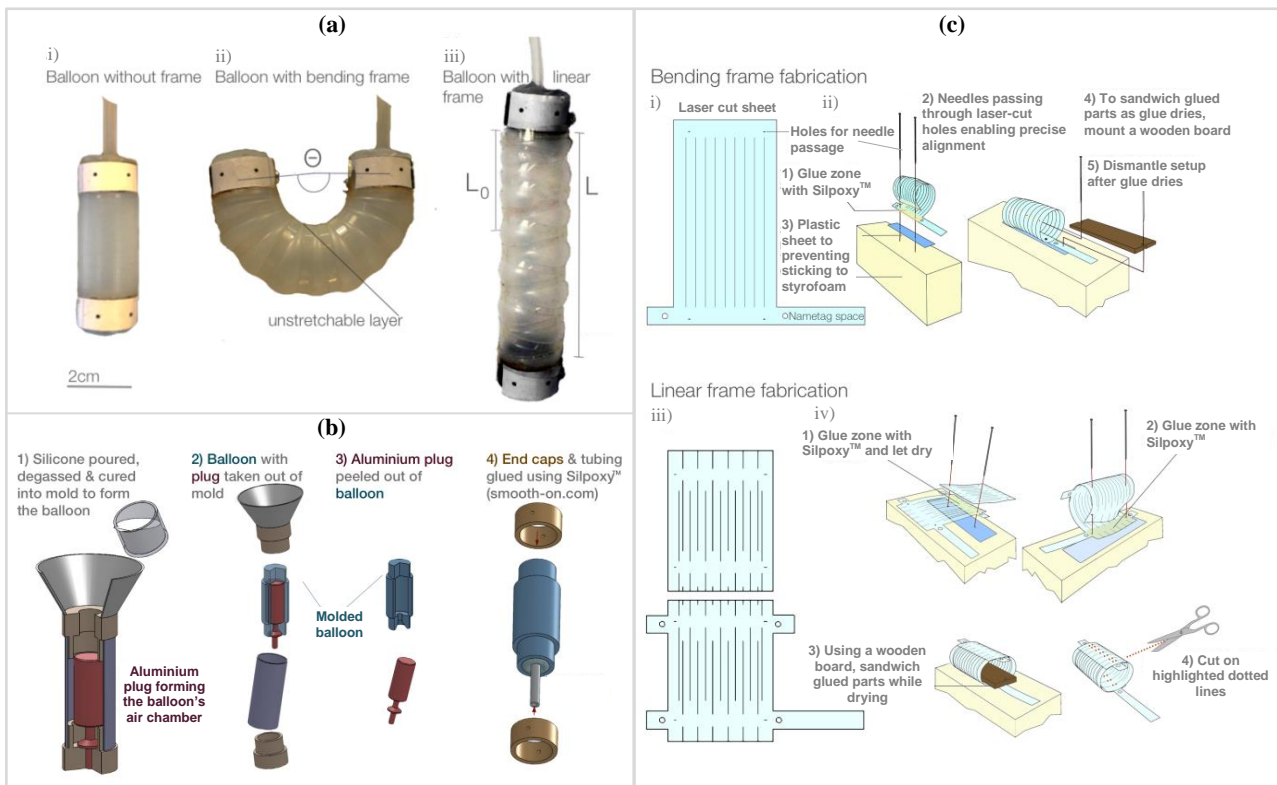 (a)
i)
Balloon without frame
ii)
Balloon with bending frame
iii)
Balloon with linear
frame
Θ
L₀
L
unstretchable layer
2cm
(b)
1) Silicone poured,
degassed & cured
into mold to form
the balloon
2) Balloon with
plug taken out of
mold
3) Aluminium plug
peeled out of
balloon
4) End caps & tubing
glued using Silpoxy™
(smooth-on.com)
Molded
balloon
Aluminium
plug forming
the balloon's
air chamber
(c)
Bending frame fabrication
i)
Laser cut sheet
ii)
Holes for needle
passage
1) Glue zone
with Silpoxy™
3) Plastic
sheet to
preventing
sticking to
styrofoam
Nametag space
2) Needles passing
through laser-cut
holes enabling precise
alignment
4) To sandwich glued
parts as glue dries,
mount a wooden board
5) Dismantle setup
after glue dries
Linear frame fabrication
iii)
iv)
1) Glue zone with
Silpoxy™ and let dry
2) Glue zone with
Silpoxy™
3) Using a wooden
board, sandwich
glued parts while
drying
4) Cut on
highlighted dotted
lines